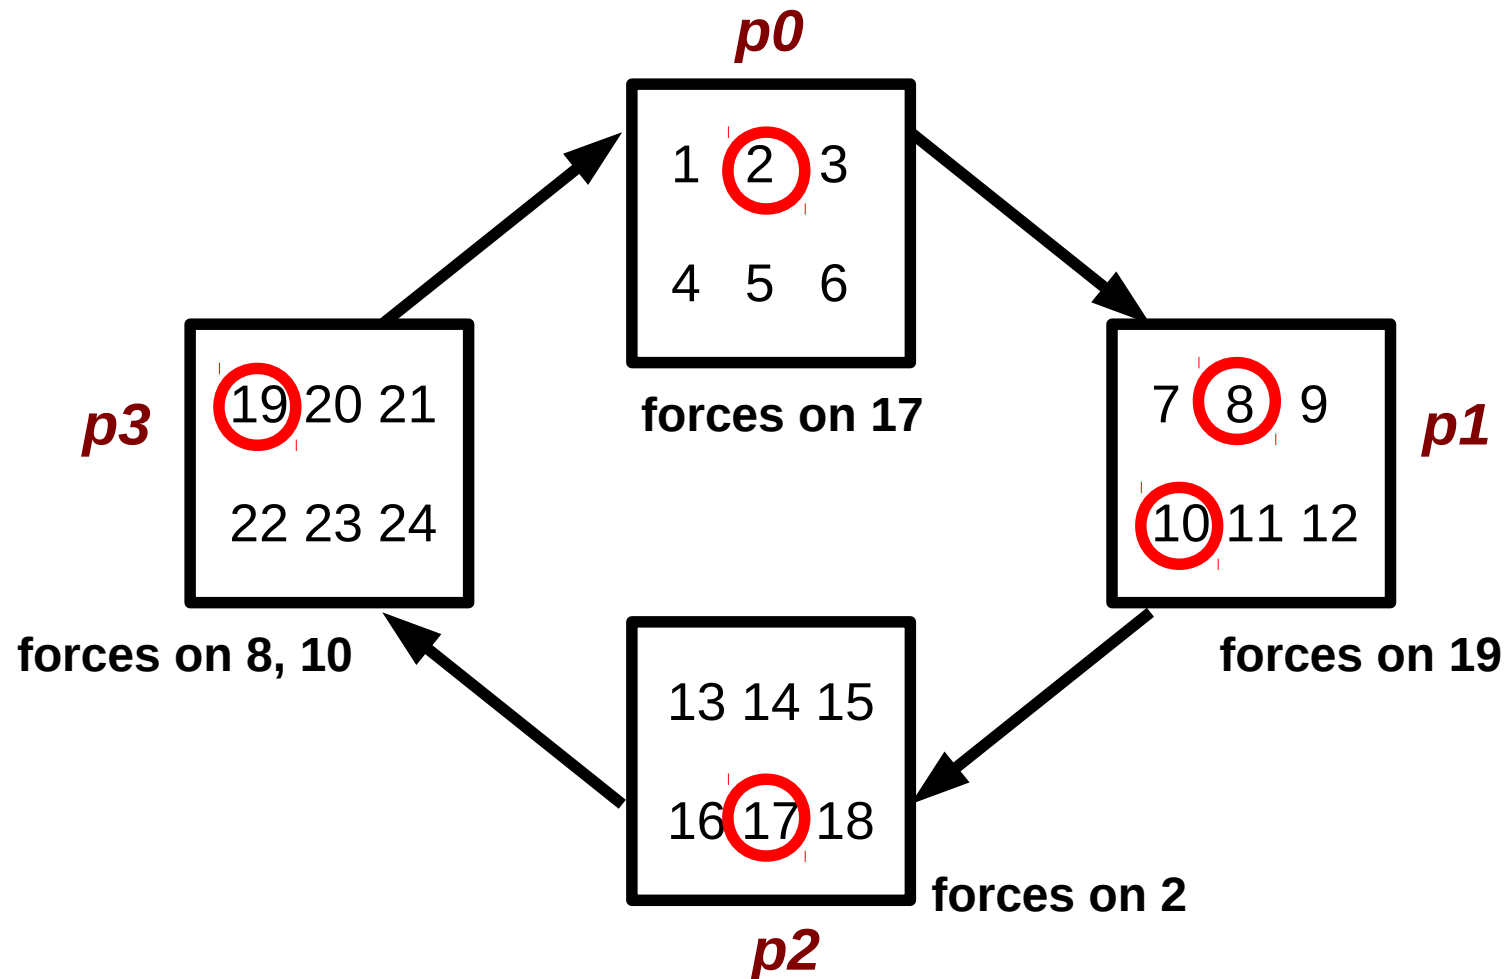 p0
1 2 3
4 5 6
forces on 17
p3
19 20 21
22 23 24
forces on 8, 10
7 8 9
10 11 12
p1
forces on 19
13 14 15
16 17 18
forces on 2
p2